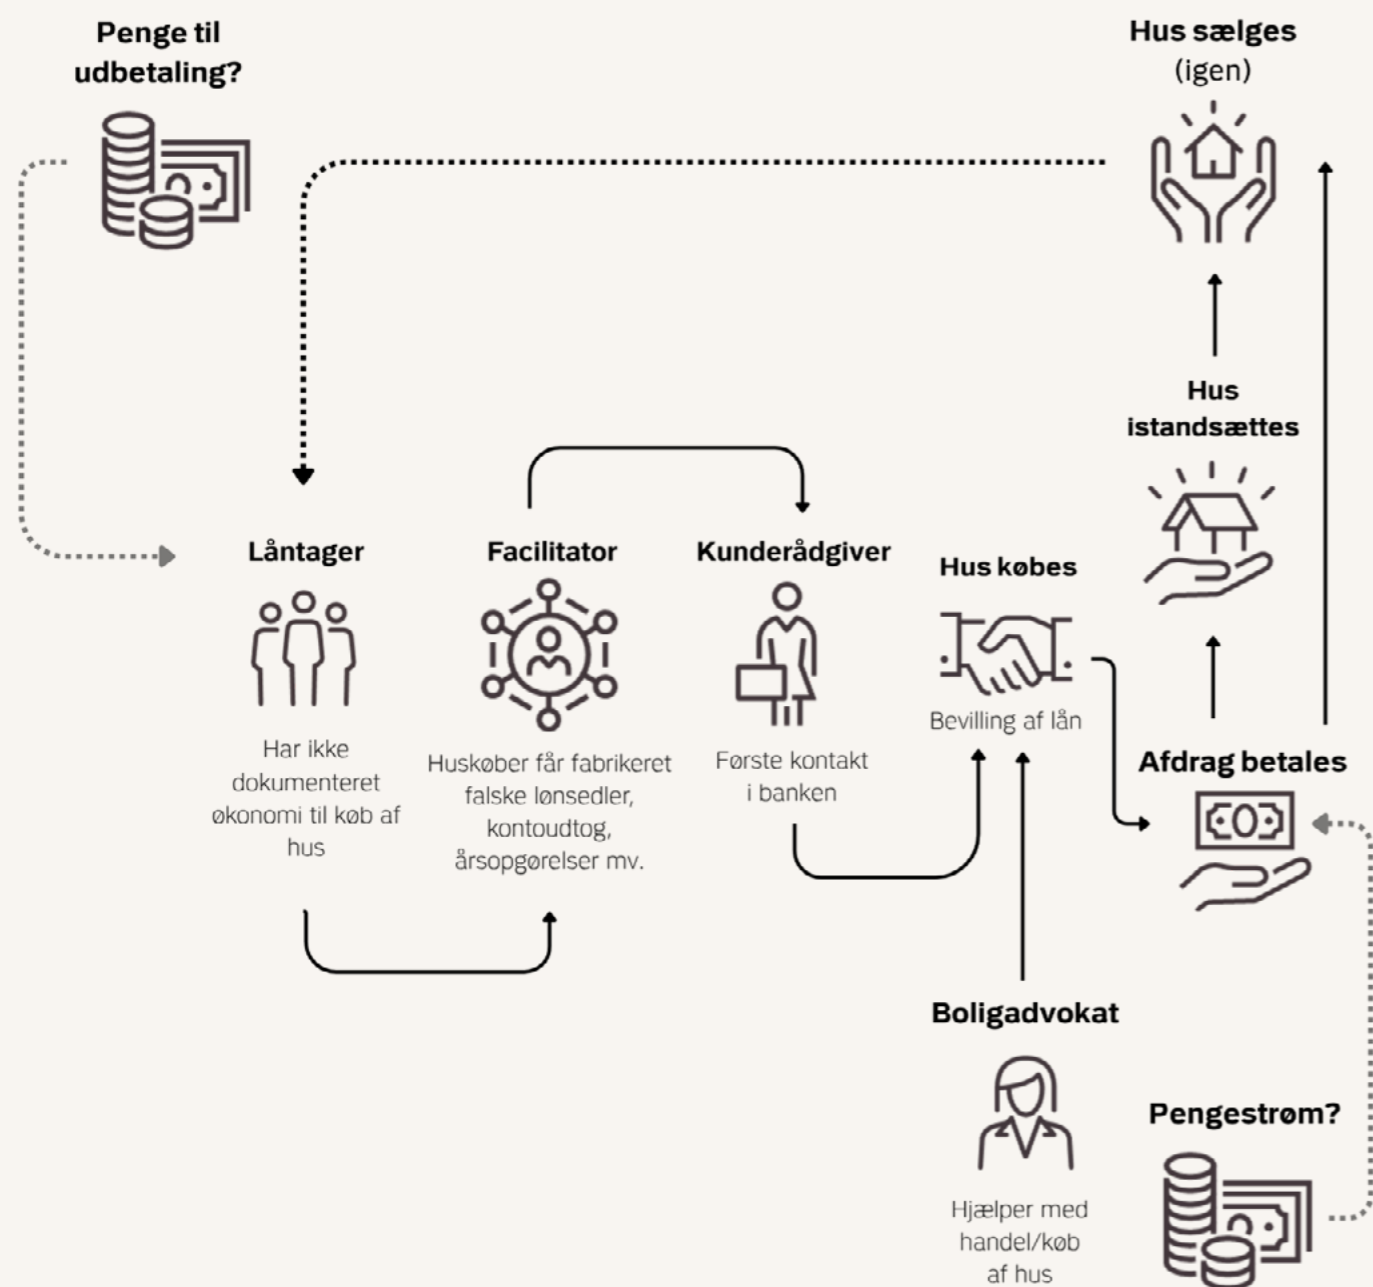 Penge til
udbetaling?
Hus sælges
(igen)
Hus
istandsættes
Låntager
Har ikke
dokumenteret
økonomi til køb af
hus
Facilitator
Huskøber får fabrikeret
falske lønsedler,
kontoudtog,
årsopgørelser mv.
Kunderådgiver
Første kontakt
i banken
Hus købes
Bevilling af lån
Afdrag betales
Boligadvokat
Hjælper med
handel/køb
af hus
Pengestrøm?